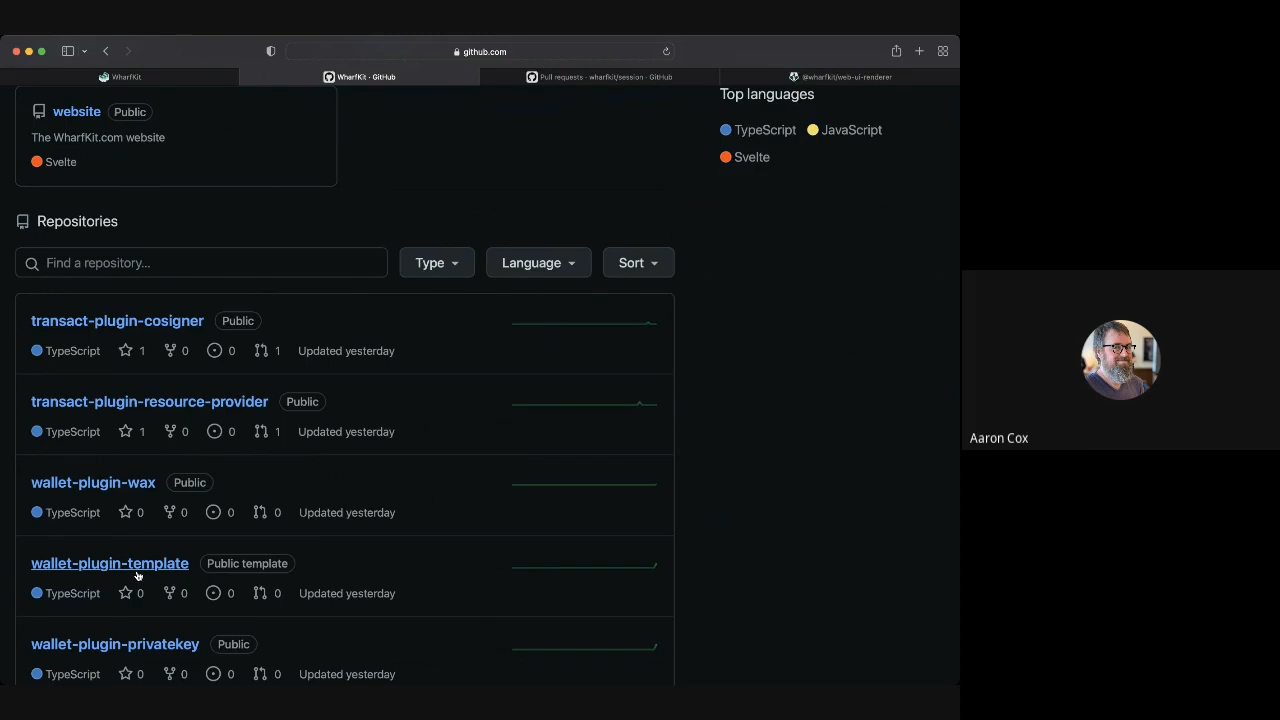 github.com
WharfKit
WharfKit · GitHub
Pull requests · wharfkit/session · GitHub
@wharfkit/web-ui-renderer
website Public
The WharfKit.com website
Svelte
Top languages
TypeScript JavaScript
Svelte
Repositories
Find a repository...
Type
Language
Sort
transact-plugin-cosigner Public
TypeScript 1 0 0 1 Updated yesterday
transact-plugin-resource-provider Public
TypeScript 1 0 0 1 Updated yesterday
wallet-plugin-wax Public
TypeScript 0 0 0 0 Updated yesterday
wallet-plugin-template Public template
TypeScript 0 0 0 0 Updated yesterday
wallet-plugin-privatekey Public
TypeScript 0 0 0 0 Updated yesterday
Aaron Cox